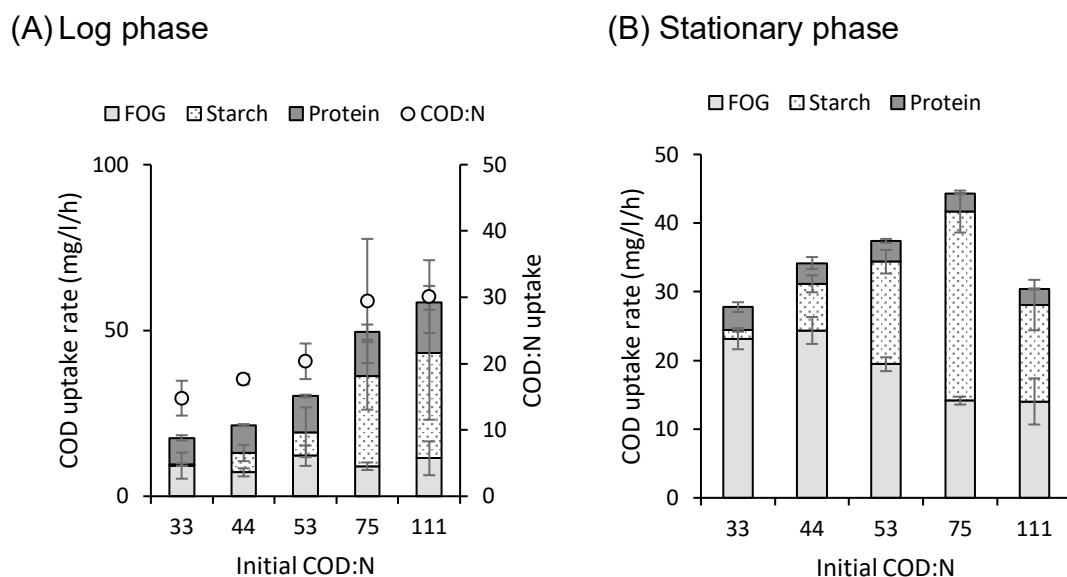 (A) Log phase
FOG Starch Protein COD:N
100
50
0
COD uptake rate (mg/l/h)
50
40
30
20
10
0
COD:N uptake
33 44 53 75 111
Initial COD:N
(B) Stationary phase
FOG Starch Protein
50
40
30
20
10
0
COD uptake rate (mg/l/h)
33 44 53 75 111
Initial COD:N